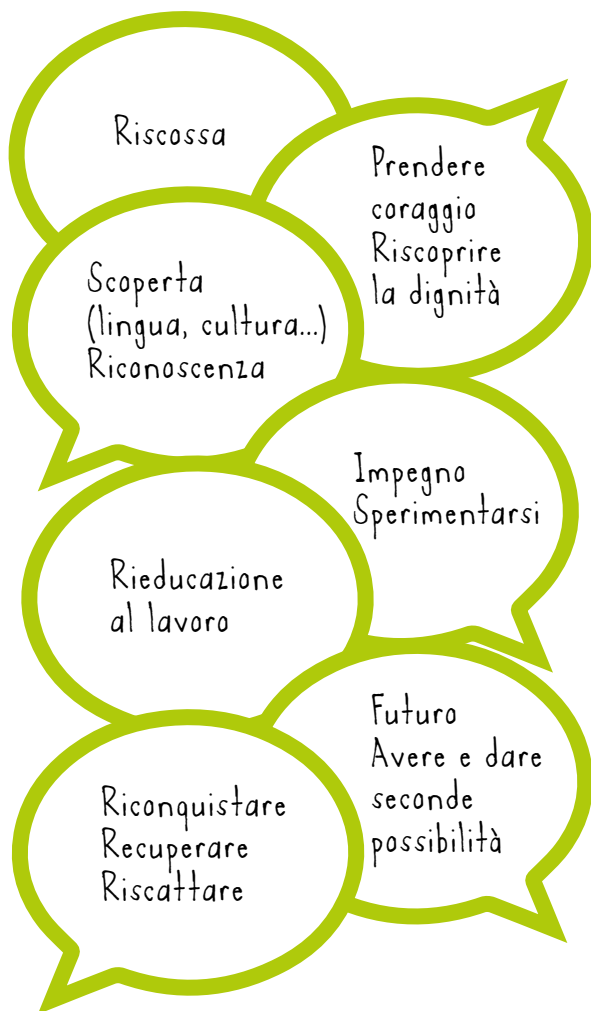 Riscossa
Prendere
coraggio
Riscoprire
la dignità
Scoperta
(lingua, cultura...)
Riconoscenza
Impegno
Sperimentarsi
Rieducazione
al lavoro
Futuro
Avere e dare
seconde
possibilità
Riconquistare
Recuperare
Riscattare